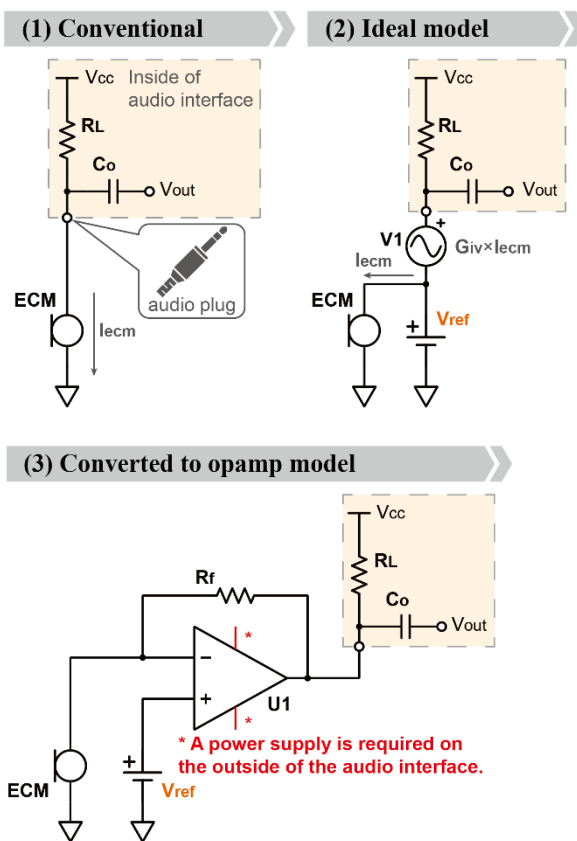 (1) Conventional
(2) Ideal model
Vcc
Inside of
audio interface
RL
Co
Vout
audio plug
ECM
Iecm
Vcc
RL
Co
Vout
+
V1
Giv×Iecm
Iecm
ECM
+
Vref
(3) Converted to opamp model
Vcc
RL
Co
Vout
Rf
*
−
+
U1
*
* A power supply is required on
the outside of the audio interface.
ECM
+
Vref